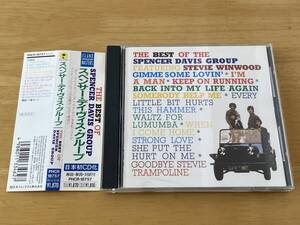 THE BEST OF THE
SPENCER DAVIS GROUP
FEATURING STEVIE WINWOOD
GIMME SOME LOVIN' • I'M
A MAN • KEEP ON RUNNING •
BACK INTO MY LIFE AGAIN
SOMEBODY HELP ME • EVERY
LITTLE BIT HURTS
THIS HAMMER •
WALTZ FOR
LUMUMBA • WHEN
I COME HOME •
STRONG LOVE •
SHE PUT THE
HURT ON ME •
GOODBYE STEVIE
TRAMPOLINE
THE BEST OF
SPENCER DAVIS GROUP
スペンサー・デイヴィス・グループ
日本初CD化
PHCR-18757